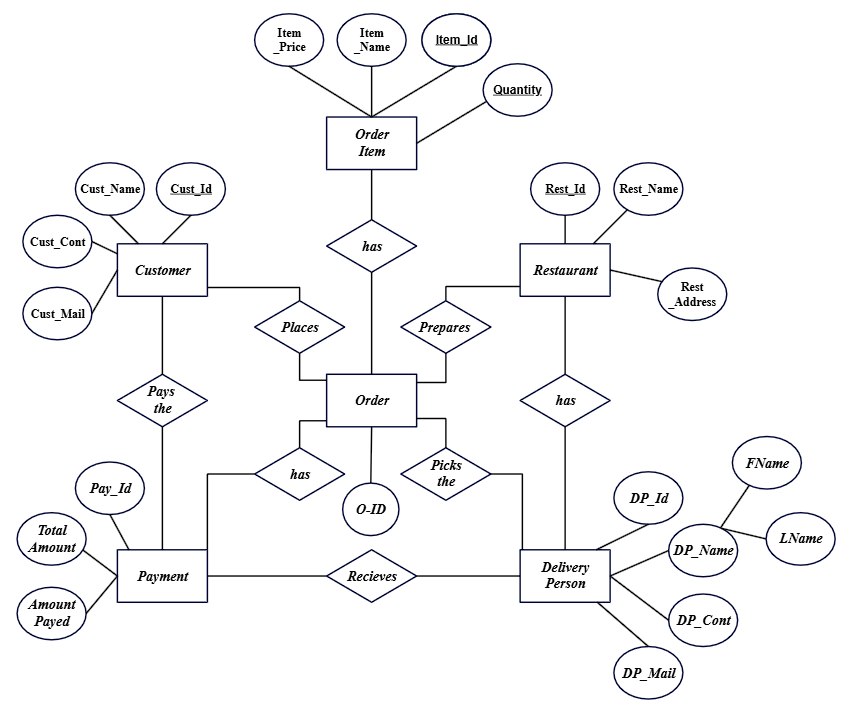 Item
_Price
Item
_Name
Item_Id
Quantity
Order
Item
Cust_Name
Cust_Id
Rest_Id
Rest_Name
Cust_Cont
has
Customer
Restaurant
Rest
_Address
Cust_Mail
Places
Prepares
Pays
the
Order
has
has
Picks
the
FName
Pay_Id
DP_Id
O-ID
Total
Amount
LName
DP_Name
Payment
Recieves
Delivery
Person
Amount
Payed
DP_Cont
DP_Mail